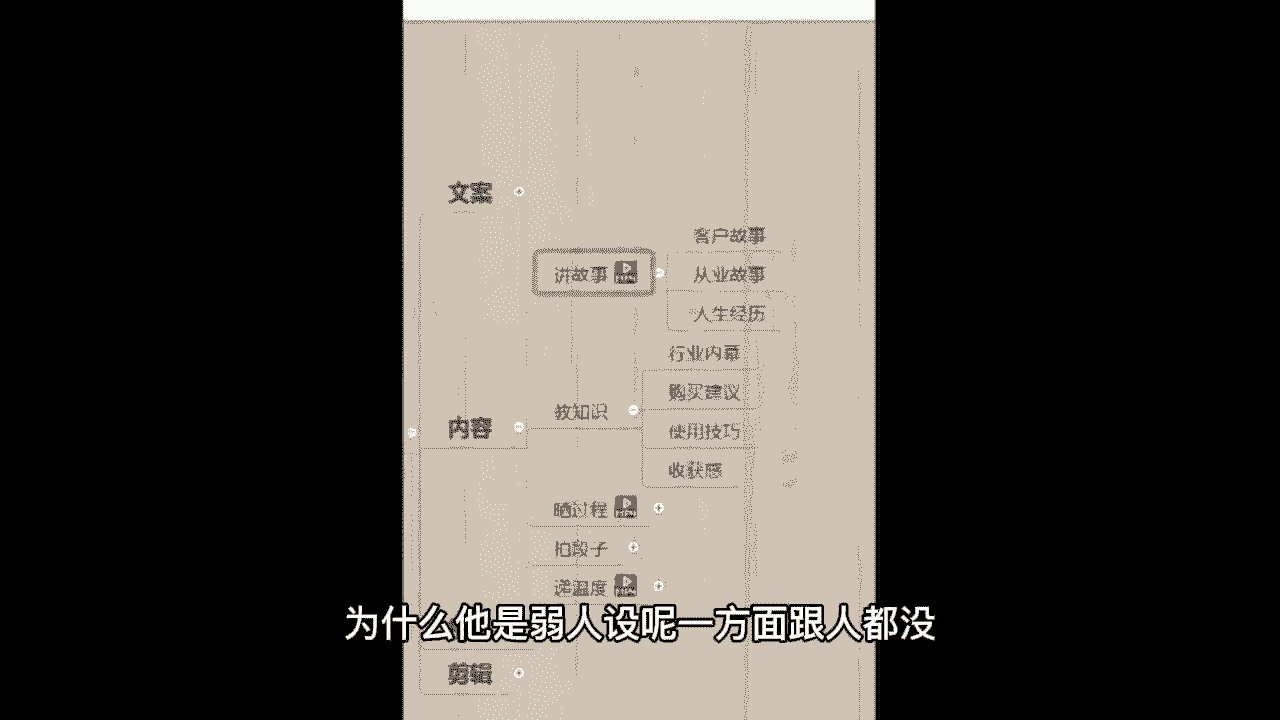 文案
客户故事
讲故事
从业故事
人生经历
行业内幕
购买建议
教知识
内容
使用技巧
收获感
晒过程
拍段子
递温度
为什么他是弱人设呢一方面跟人都没
剪辑